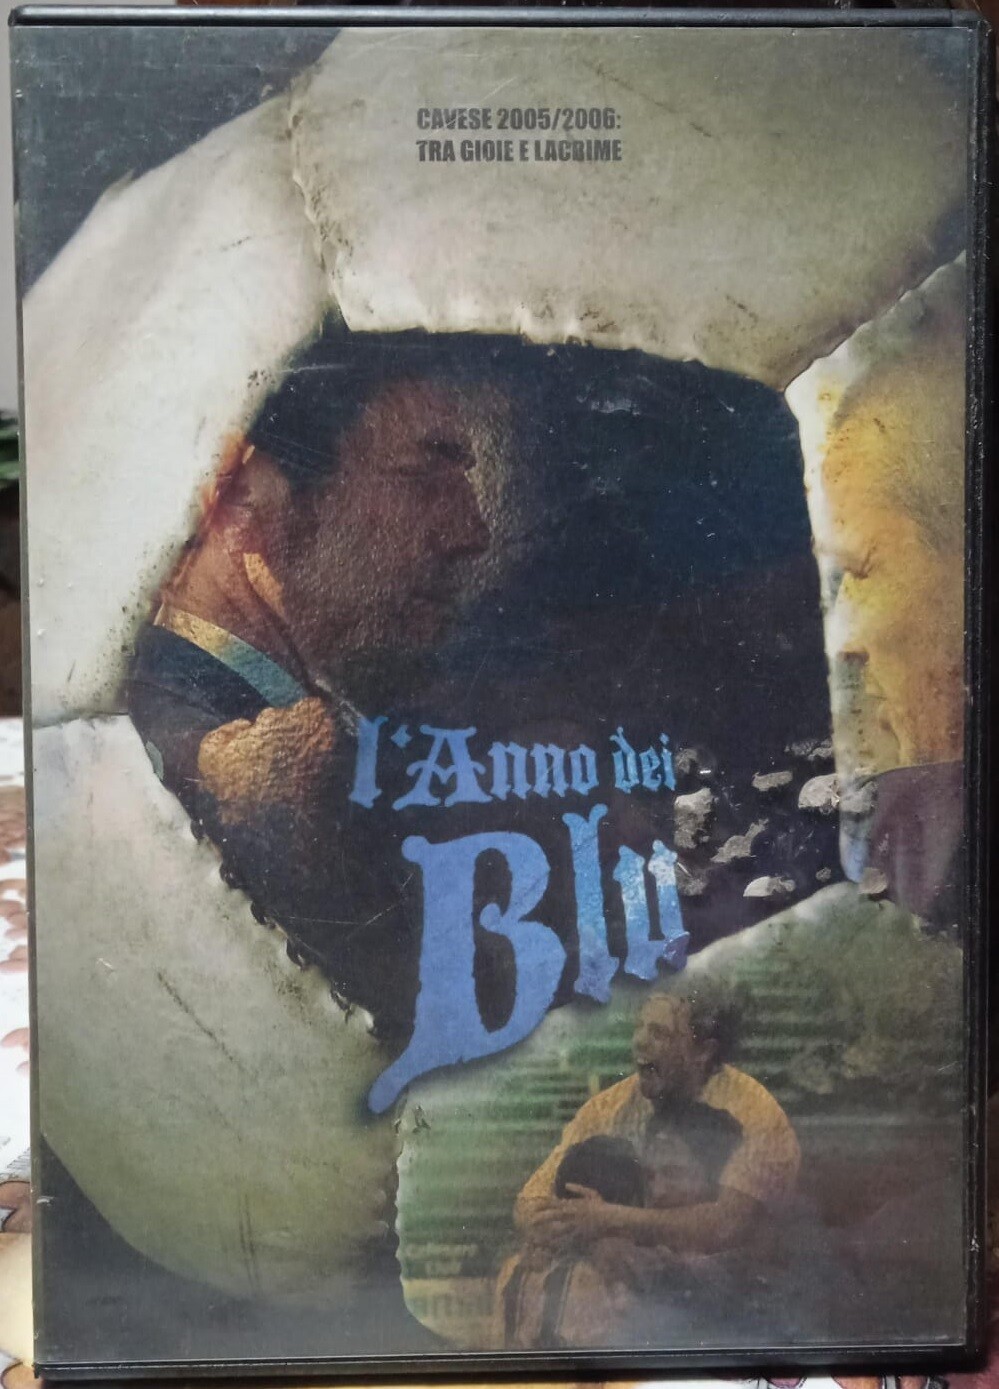 CAVESE 2005/2006:
TRA GIOIE E LACRIME
l'Anno dei
Blu